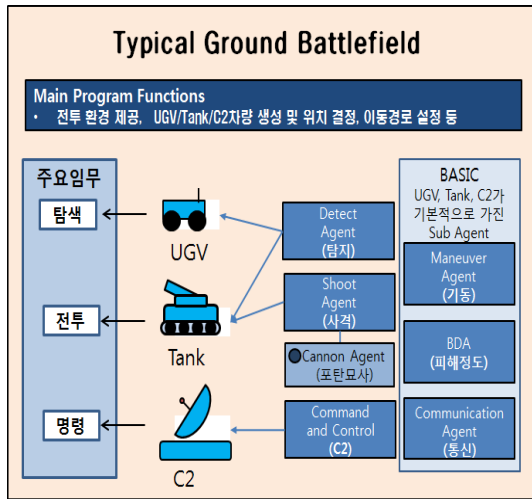 Typical Ground Battlefield
Main Program Functions
• 전투 환경 제공, UGV/Tank/C2차량 생성 및 위치 결정, 이동경로 설정 등
주요임무
탐색
전투
명령
UGV
Tank
C2
Detect
Agent
(탐지)
Shoot
Agent
(사격)
Cannon Agent
(포탄묘사)
Command
and Control
(C2)
BASIC
UGV, Tank, C2가
기본적으로 가진
Sub Agent
Maneuver
Agent
(기동)
BDA
(피해정도)
Communication
Agent
(통신)